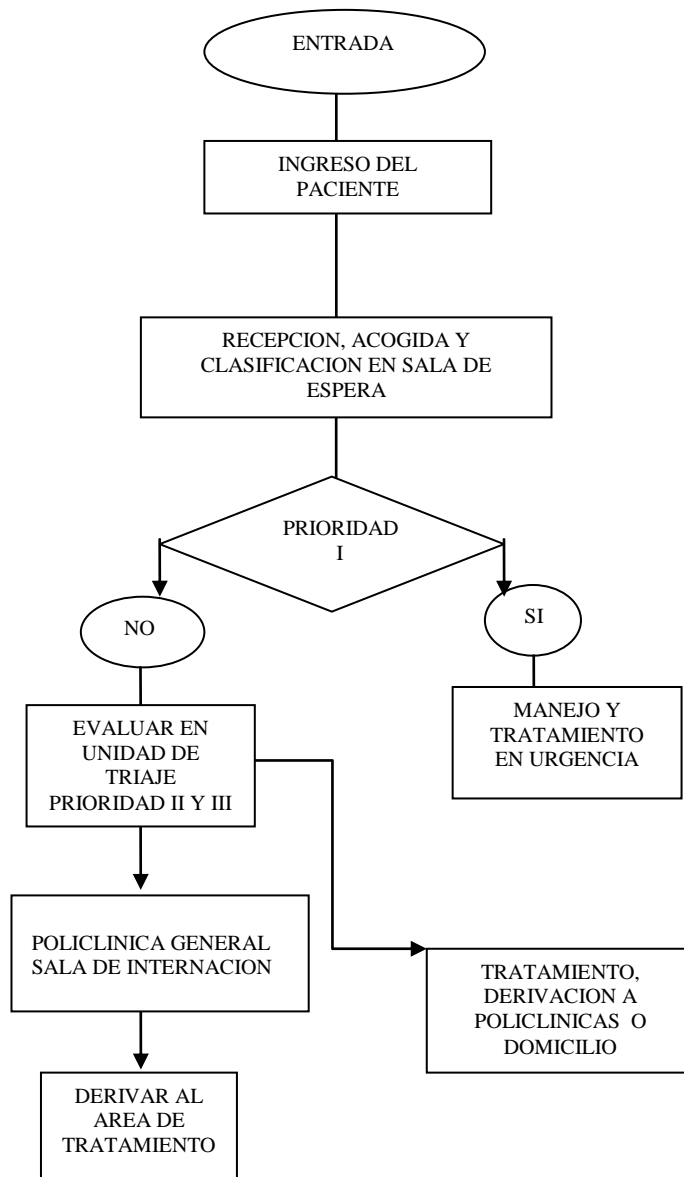 ENTRADA
INGRESO DEL
PACIENTE
RECEPCION, ACOGIDA Y
CLASIFICACION EN SALA DE
ESPERA
PRIORIDAD
I
NO
SI
EVALUAR EN
UNIDAD DE
TRIAJE
PRIORIDAD II Y III
MANEJO Y
TRATAMIENTO
EN URGENCIA
POLICLINICA GENERAL
SALA DE INTERNACION
TRATAMIENTO,
DERIVACION A
POLICLINICAS O
DOMICILIO
DERIVAR AL
AREA DE
TRATAMIENTO